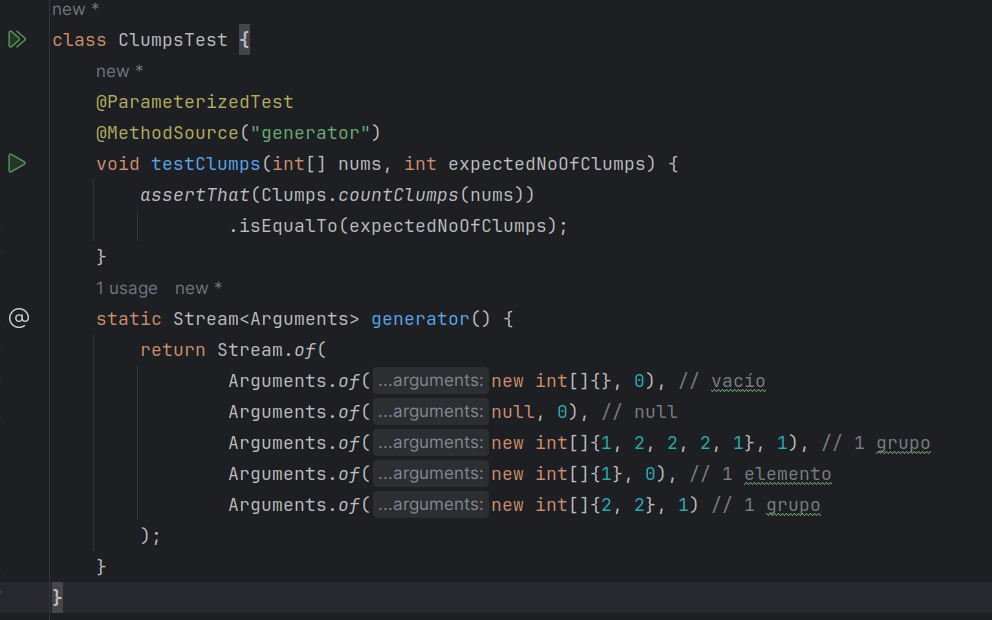 new *
class ClumpsTest {
new *
@ParameterizedTest
@MethodSource("generator")
void testClumps(int[] nums, int expectedNoOfClumps) {
assertThat(Clumps.countClumps(nums))
.isEqualTo(expectedNoOfClumps);
}
1 usage new *
@
static Stream<Arguments> generator() {
return Stream.of(
Arguments.of( ...arguments: new int[]{}, 0), // vacío
Arguments.of( ...arguments: null, 0), // null
Arguments.of( ...arguments: new int[]{1, 2, 2, 2, 1}, 1), // 1 grupo
Arguments.of( ...arguments: new int[]{1}, 0), // 1 elemento
Arguments.of( ...arguments: new int[]{2, 2}, 1) // 1 grupo
);
}
}